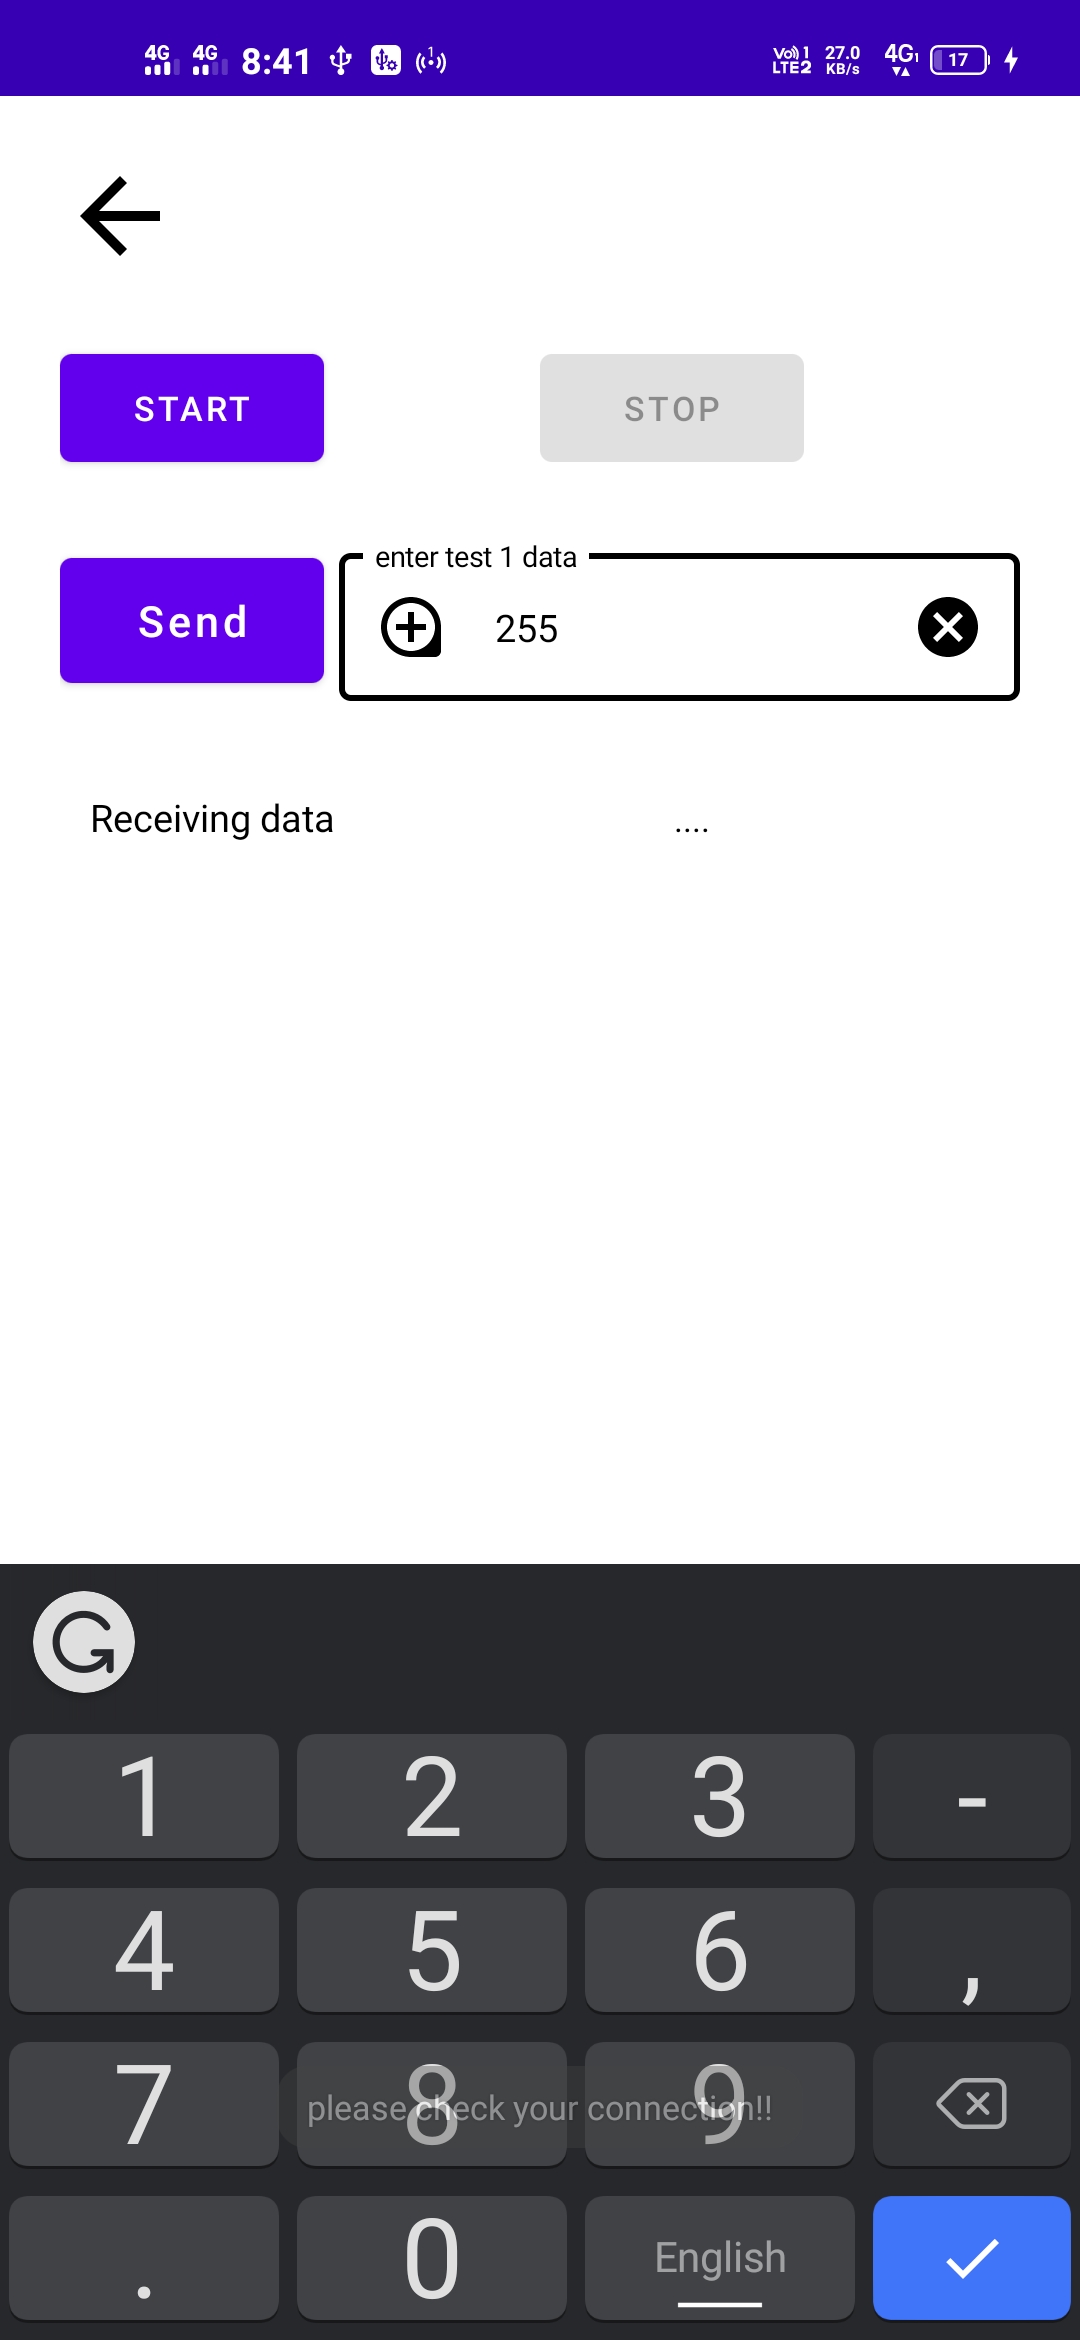 4G 4G 8:41 1 Vo)) 1 LTE2 27.0 KB/s 4G 17
START STOP
enter test 1 data
Send 255
Receiving data ....
G
1 2 3 -
4 5 6 ,
7 8 9
please check your connection!!
. 0 English